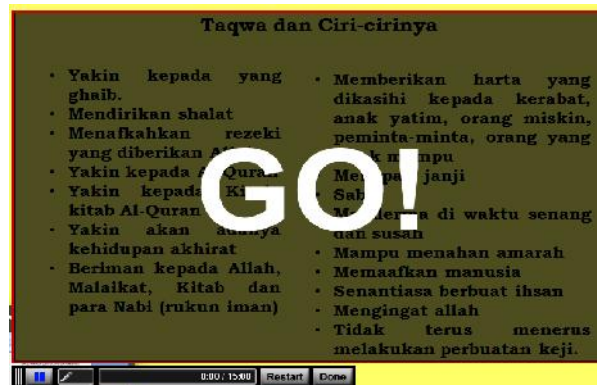 Taqwa dan Ciri-cirinya
• Yakin kepada yang
ghaib.
• Mendirikan shalat
• Menafkahkan rezeki
yang diberikan
• Yakin kepada
• Yakin kepada
kitab Al-Quran
• Yakin akan
kehidupan akhirat
• Beriman kepada Allah,
Malaikat, Kitab dan
para Nabi (rukun iman)
• Memberikan harta yang
dikasihi kepada kerabat,
anak yatim, orang miskin,
peminta-minta, orang yang
mampu
• janji
•
• di waktu senang
dan susah
• Mampu menahan amarah
• Memaafkan manusia
• Senantiasa berbuat ihsan
• Mengingat allah
• Tidak terus menerus
melakukan perbuatan keji.
GO!
0:00 / 15:00 Restart Done